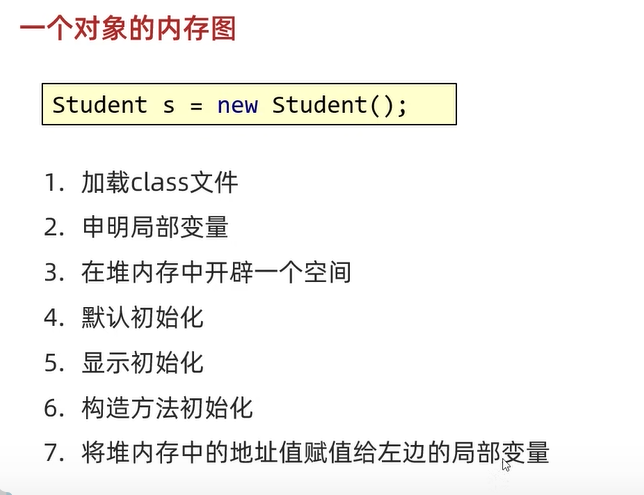 一个对象的内存图
Student s = new Student();
1. 加载class文件
2. 申明局部变量
3. 在堆内存中开辟一个空间
4. 默认初始化
5. 显示初始化
6. 构造方法初始化
7. 将堆内存中的地址值赋值给左边的局部变量